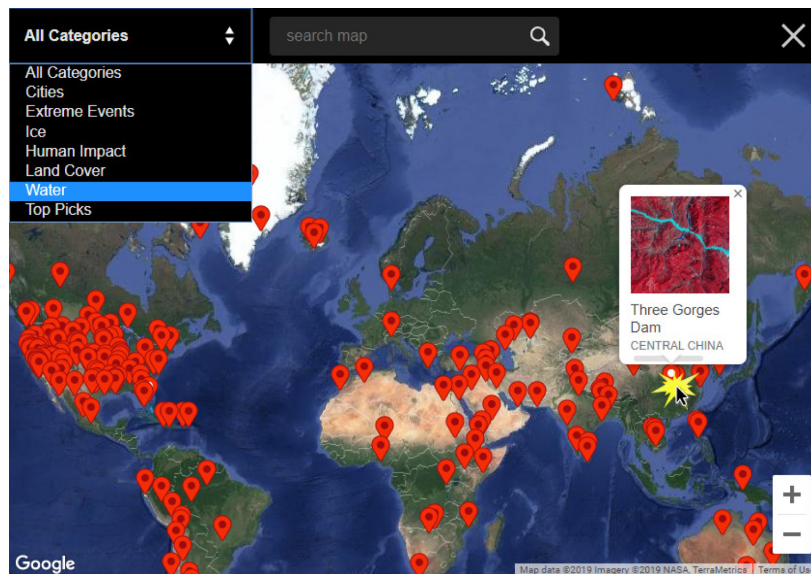 All Categories
search map
All Categories
Cities
Extreme Events
Ice
Human Impact
Land Cover
Water
Top Picks
Three Gorges
Dam
CENTRAL CHINA
Google
Map data ©2019 Imagery ©2019 NASA, TerraMetrics
Terms of Us